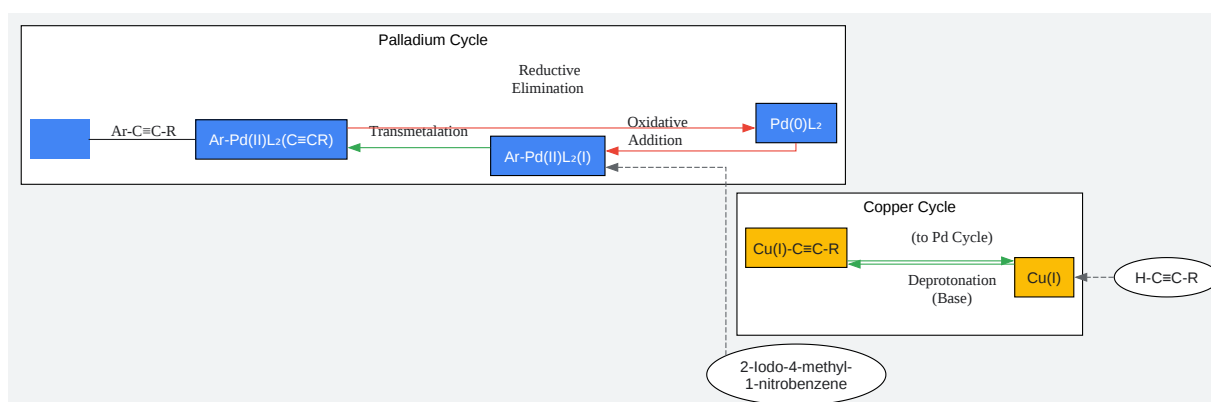 Palladium Cycle
Reductive
Elimination
Ar-C≡C-R
Ar-Pd(II)L₂(C≡CR)
Transmetalation
Ar-Pd(II)L₂(I)
Oxidative
Addition
Pd(0)L₂
Copper Cycle
Cu(I)-C≡C-R
(to Pd Cycle)
Deprotonation
(Base)
Cu(I)
H-C≡C-R
2-Iodo-4-methyl-
1-nitrobenzene